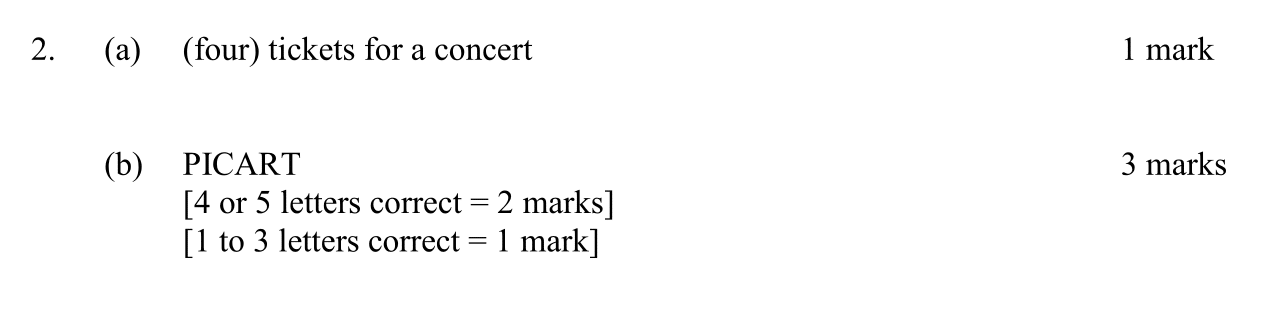 2. (a) (four) tickets for a concert 1 mark
(b) PICART 3 marks
[4 or 5 letters correct = 2 marks]
[1 to 3 letters correct = 1 mark]